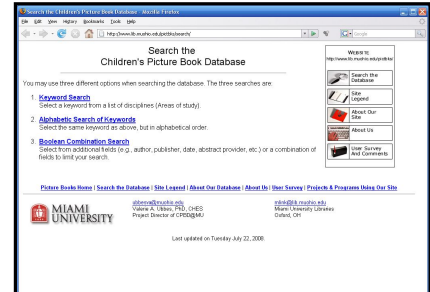 Search the Children's Picture Book Database - Mozilla Firefox
File Edit View History Bookmarks Tools Help
http://www.lib.muohio.edu/pictbks/search/
Google
Search the
Children's Picture Book Database
You may use three different options when searching the database. The three searches are:
1. Keyword Search
Select a keyword from a list of disciplines (Areas of study).
2. Alphabetic Search of Keywords
Select the same keyword as above, but in alphabetical order.
3. Boolean Combination Search
Select from additional fields (e.g., author, publisher, date, abstract provider, etc.) or a combination of
fields to limit your search.
WEBSITE
http://www.lib.muohio.edu/pictbks/
Search the
Database
Site
Legend
About Our
Site
About Us
User Survey
And Comments
Picture Books Home | Search the Database | Site Legend | About Our Database | About Us | User Survey | Projects & Programs Using Our Site
MIAMI
UNIVERSITY
ubbesva@muohio.edu
Valerie A. Ubbes, PhD, CHES
Project Director of CPBD@MU
mlink@lib.muohio.edu
Miami University Libraries
Oxford, OH
Last updated on Tuesday July 22, 2008.